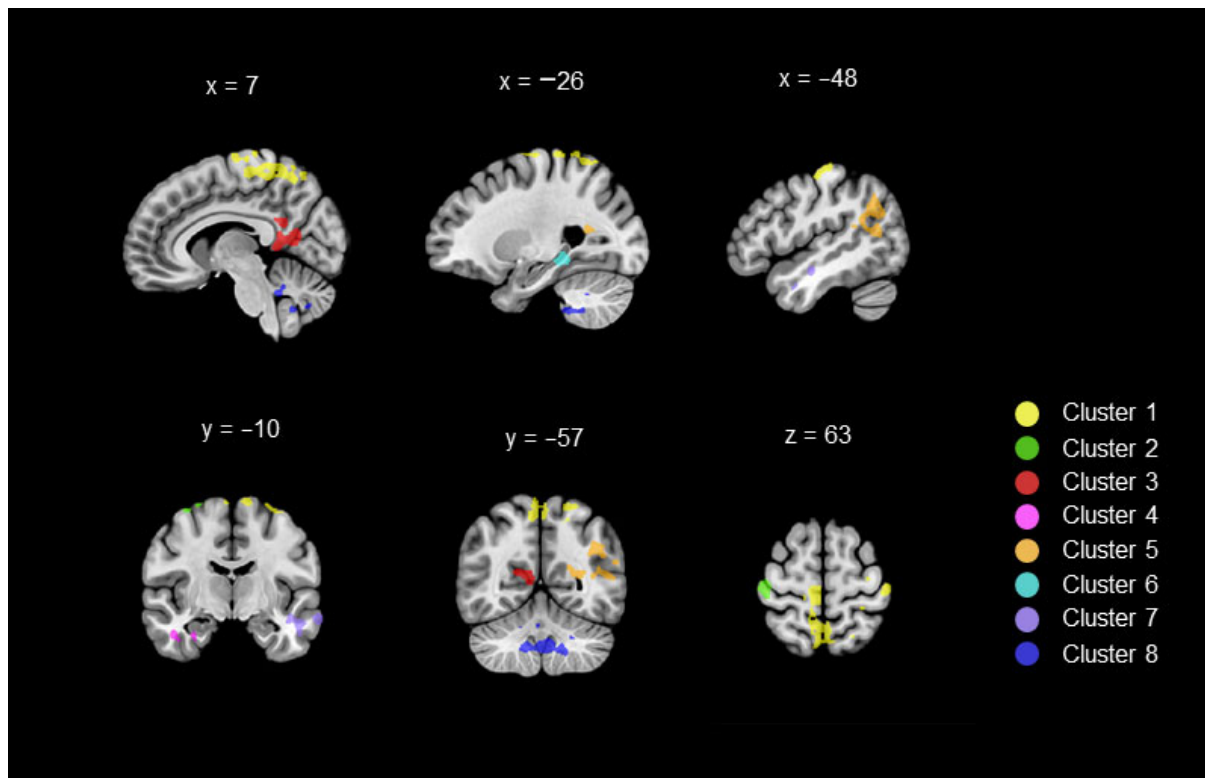 x = 7
x = −26
x = −48
y = −10
y = −57
z = 63
Cluster 1
Cluster 2
Cluster 3
Cluster 4
Cluster 5
Cluster 6
Cluster 7
Cluster 8